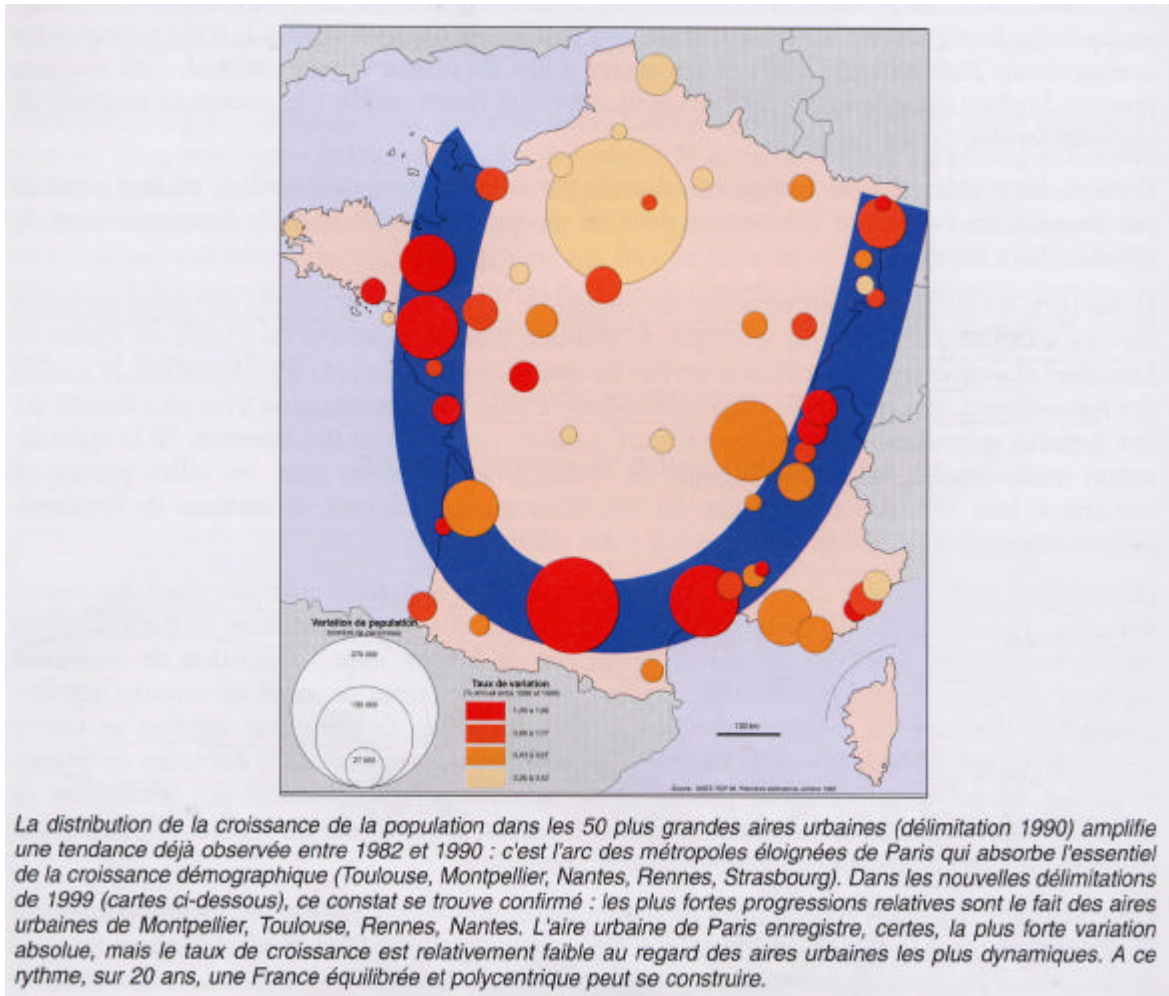 Variation de population
(nombre de personnes)
270 000
27 000
Taux de variation
100 km
La distribution de la croissance de la population dans les 50 plus grandes aires urbaines (délimitation 1990) amplifie
une tendance déjà observée entre 1982 et 1990 : c'est l'arc des métropoles éloignées de Paris qui absorbe l'essentiel
de la croissance démographique (Toulouse, Montpellier, Nantes, Rennes, Strasbourg). Dans les nouvelles délimitations
de 1999 (cartes ci-dessous), ce constat se trouve confirmé : les plus fortes progressions relatives sont le fait des aires
urbaines de Montpellier, Toulouse, Rennes, Nantes. L'aire urbaine de Paris enregistre, certes, la plus forte variation
absolue, mais le taux de croissance est relativement faible au regard des aires urbaines les plus dynamiques. A ce
rythme, sur 20 ans, une France équilibrée et polycentrique peut se construire.